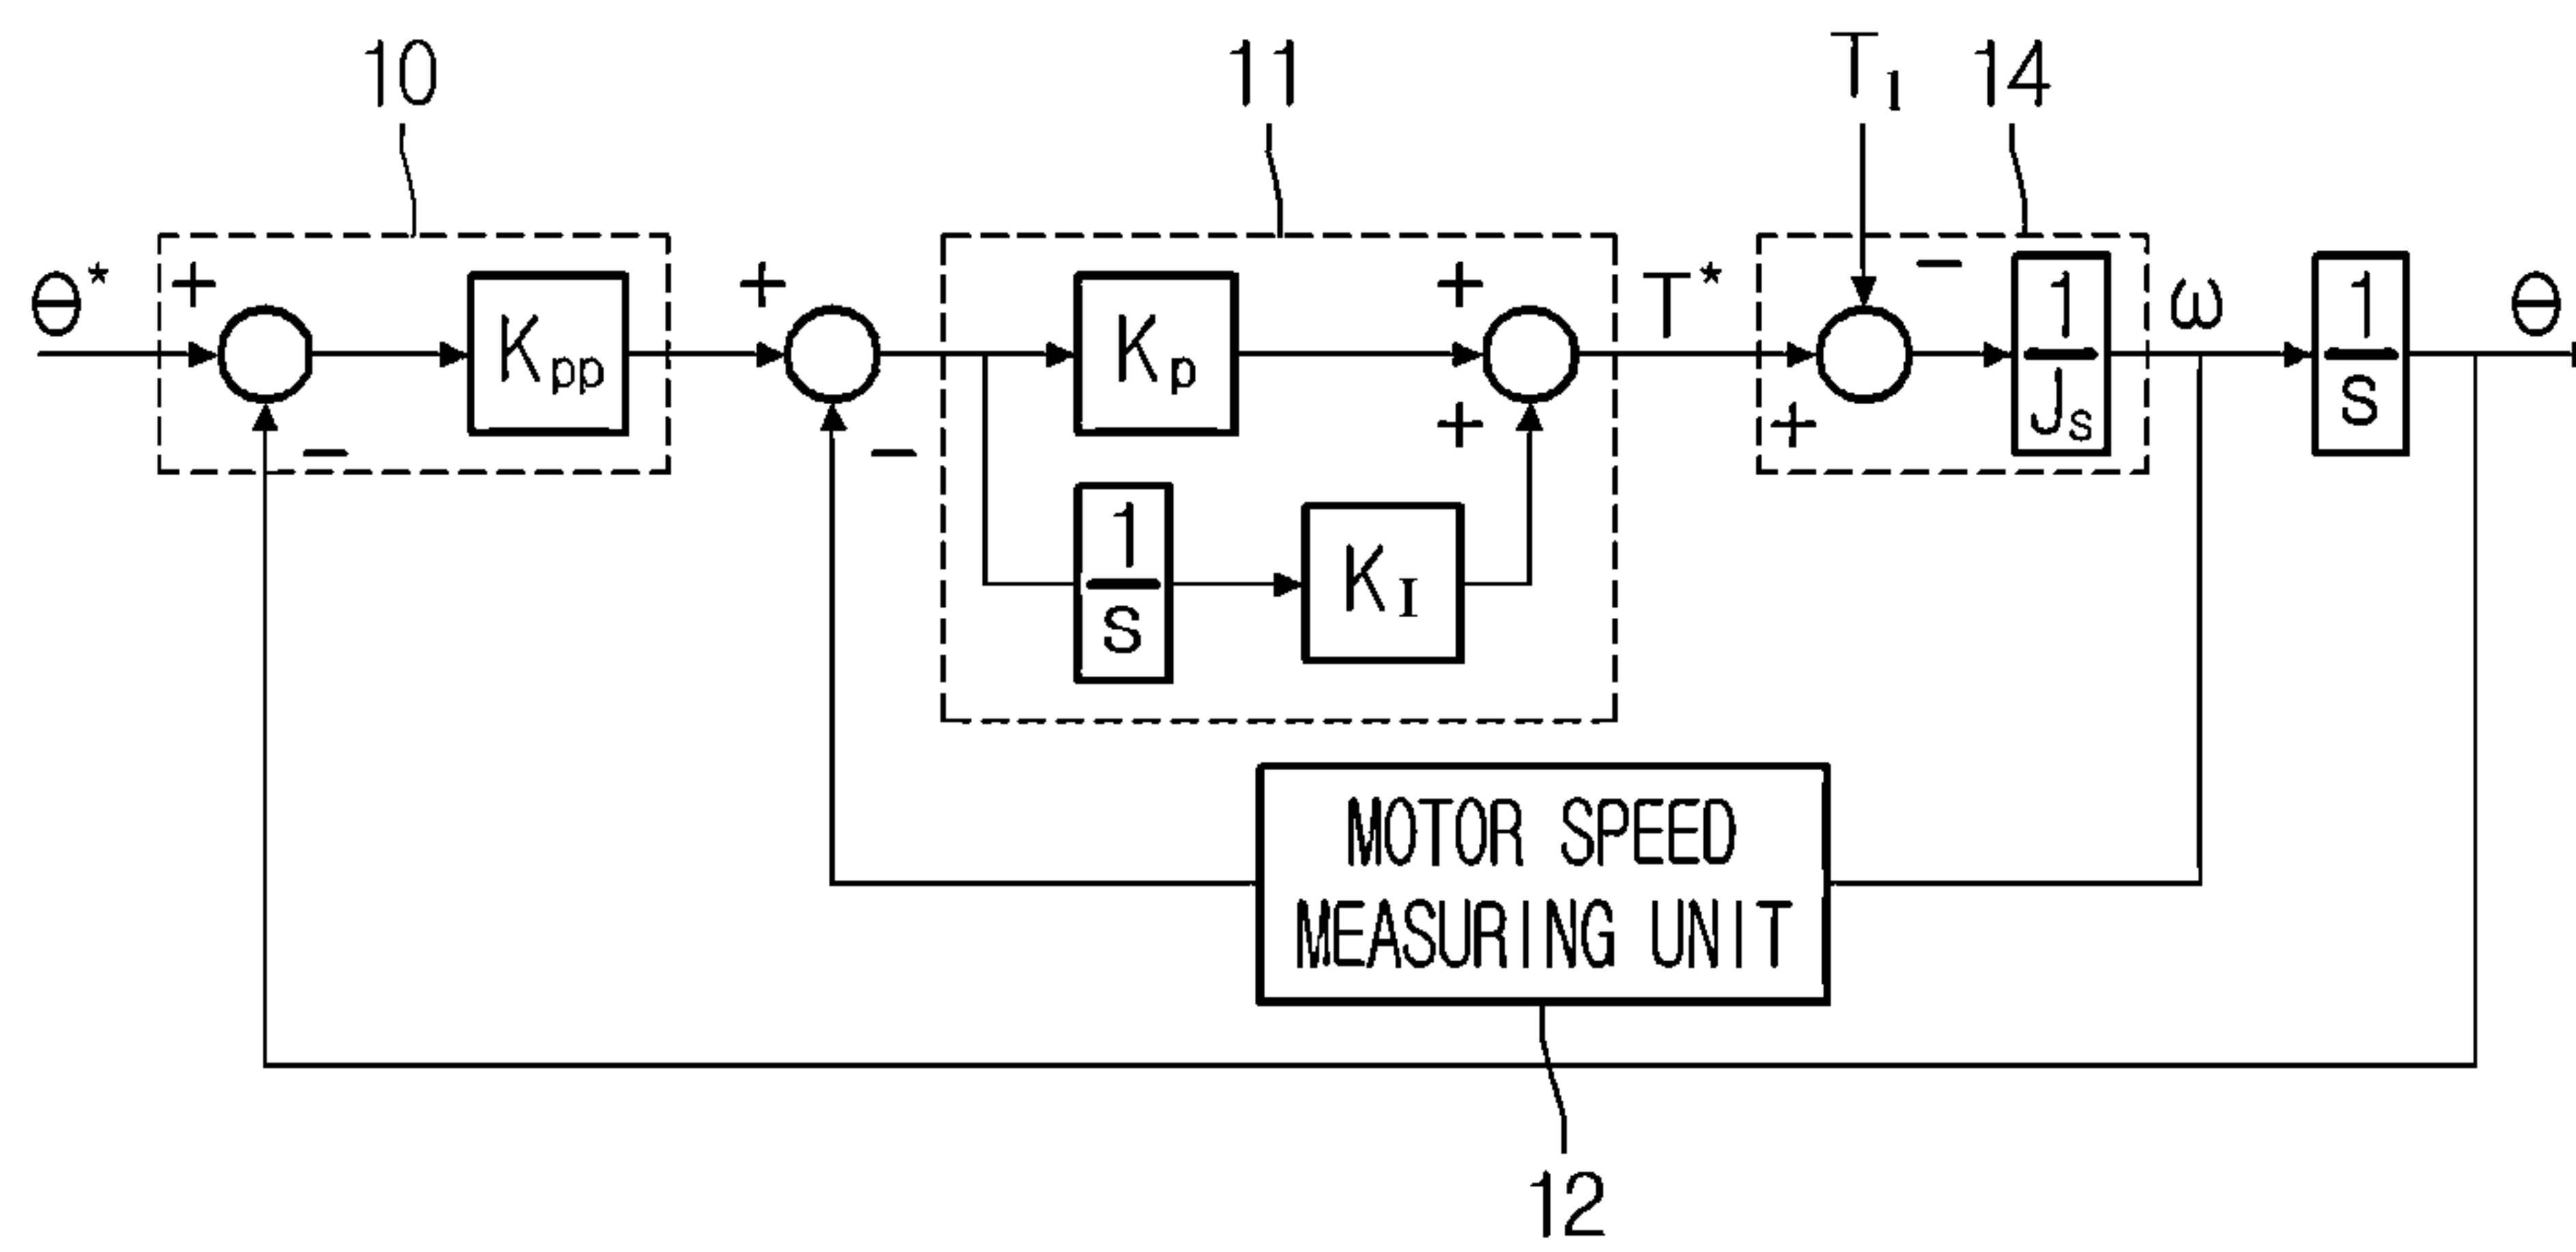 10
11
T₁
14
θ*
+
−
Kpp
+
−
Kp
1
s
KI
+
+
T*
−
+
1
Js
ω
1
s
θ
MOTOR SPEED
MEASURING UNIT
12